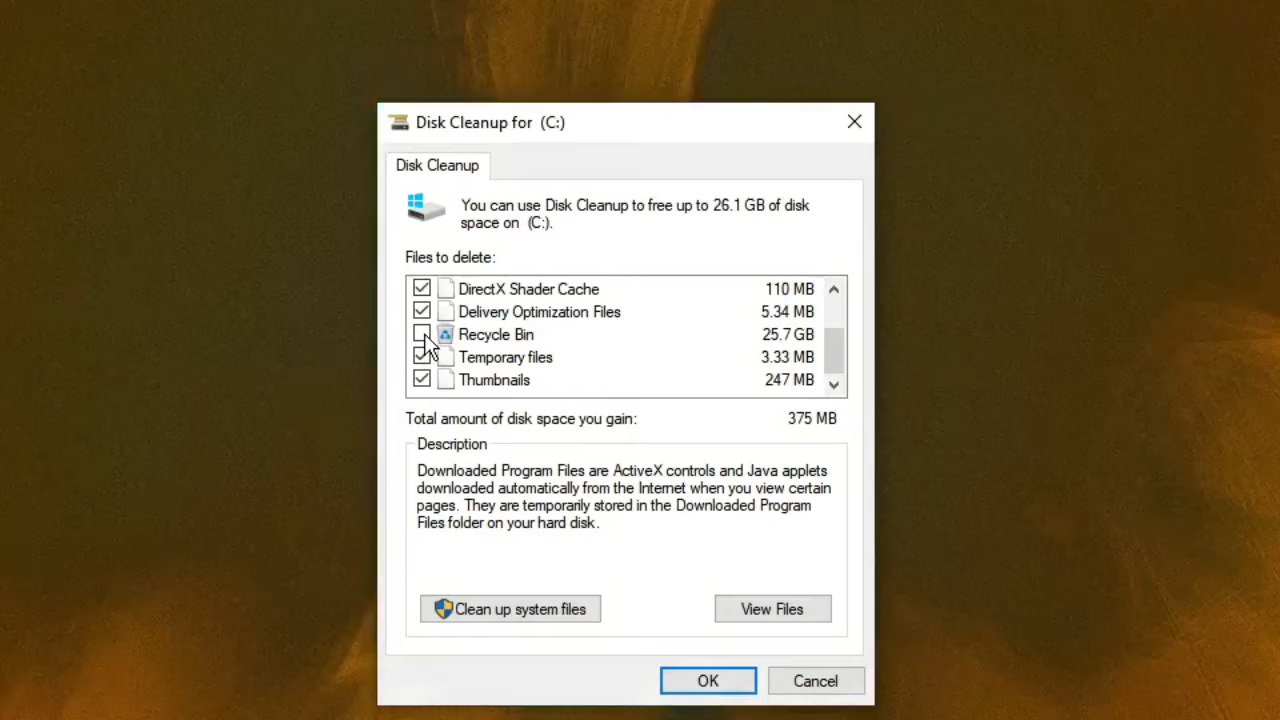 Disk Cleanup for (C:)
Disk Cleanup
You can use Disk Cleanup to free up to 26.1 GB of disk
space on (C:).
Files to delete:
DirectX Shader Cache 110 MB
Delivery Optimization Files 5.34 MB
Recycle Bin 25.7 GB
Temporary files 3.33 MB
Thumbnails 247 MB
Total amount of disk space you gain: 375 MB
Description
Downloaded Program Files are ActiveX controls and Java applets
downloaded automatically from the Internet when you view certain
pages. They are temporarily stored in the Downloaded Program
Files folder on your hard disk.
Clean up system files View Files
OK Cancel